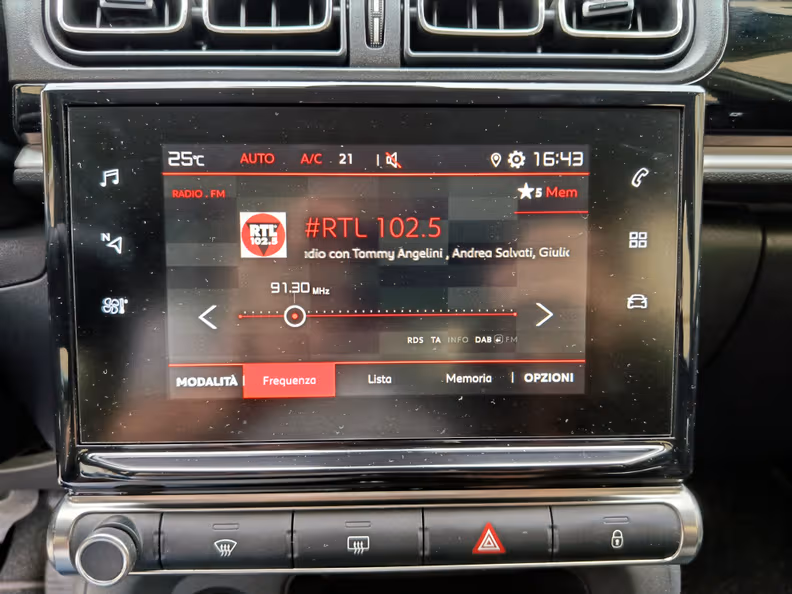 25°C AUTO A/C 21 16:43
RADIO . FM
5 Mem
RTL
102.5
#RTL 102.5
dio con Tommy Angelini , Andrea Salvati, Giulic
91.30 MHz
RDS TA INFO DAB FM
MODALITÀ Frequenza Lista Memoria OPZIONI
N